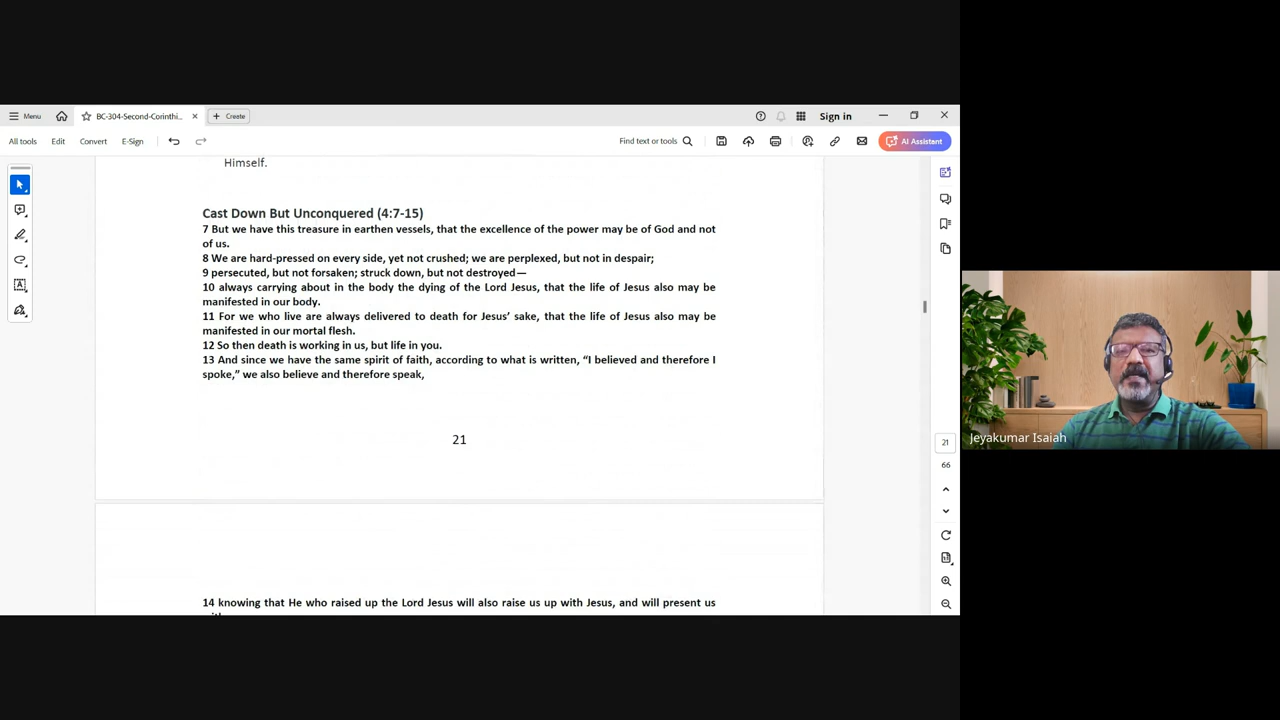 Menu
BC-304-Second-Corinthi...
Create
Sign in
All tools Edit Convert E-Sign
Find text or tools
AI Assistant
Himself.
Cast Down But Unconquered (4:7-15)
7 But we have this treasure in earthen vessels, that the excellence of the power may be of God and not
of us.
8 We are hard-pressed on every side, yet not crushed; we are perplexed, but not in despair;
9 persecuted, but not forsaken; struck down, but not destroyed—
10 always carrying about in the body the dying of the Lord Jesus, that the life of Jesus also may be
manifested in our body.
11 For we who live are always delivered to death for Jesus’ sake, that the life of Jesus also may be
manifested in our mortal flesh.
12 So then death is working in us, but life in you.
13 And since we have the same spirit of faith, according to what is written, “I believed and therefore I
spoke,” we also believe and therefore speak,
21
14 knowing that He who raised up the Lord Jesus will also raise us up with Jesus, and will present us
21
66
Jeyakumar Isaiah